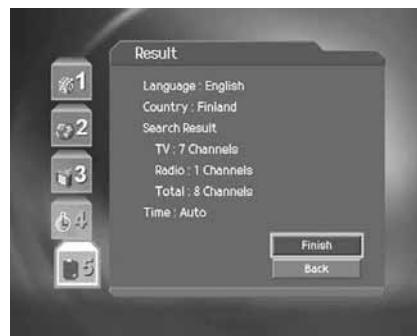 Result
1
Language : English
Country : Finland
2
Search Result
TV : 7 Channels
3
Radio : 1 Channels
Total : 8 Channels
4
Time : Auto
Finish
5
Back